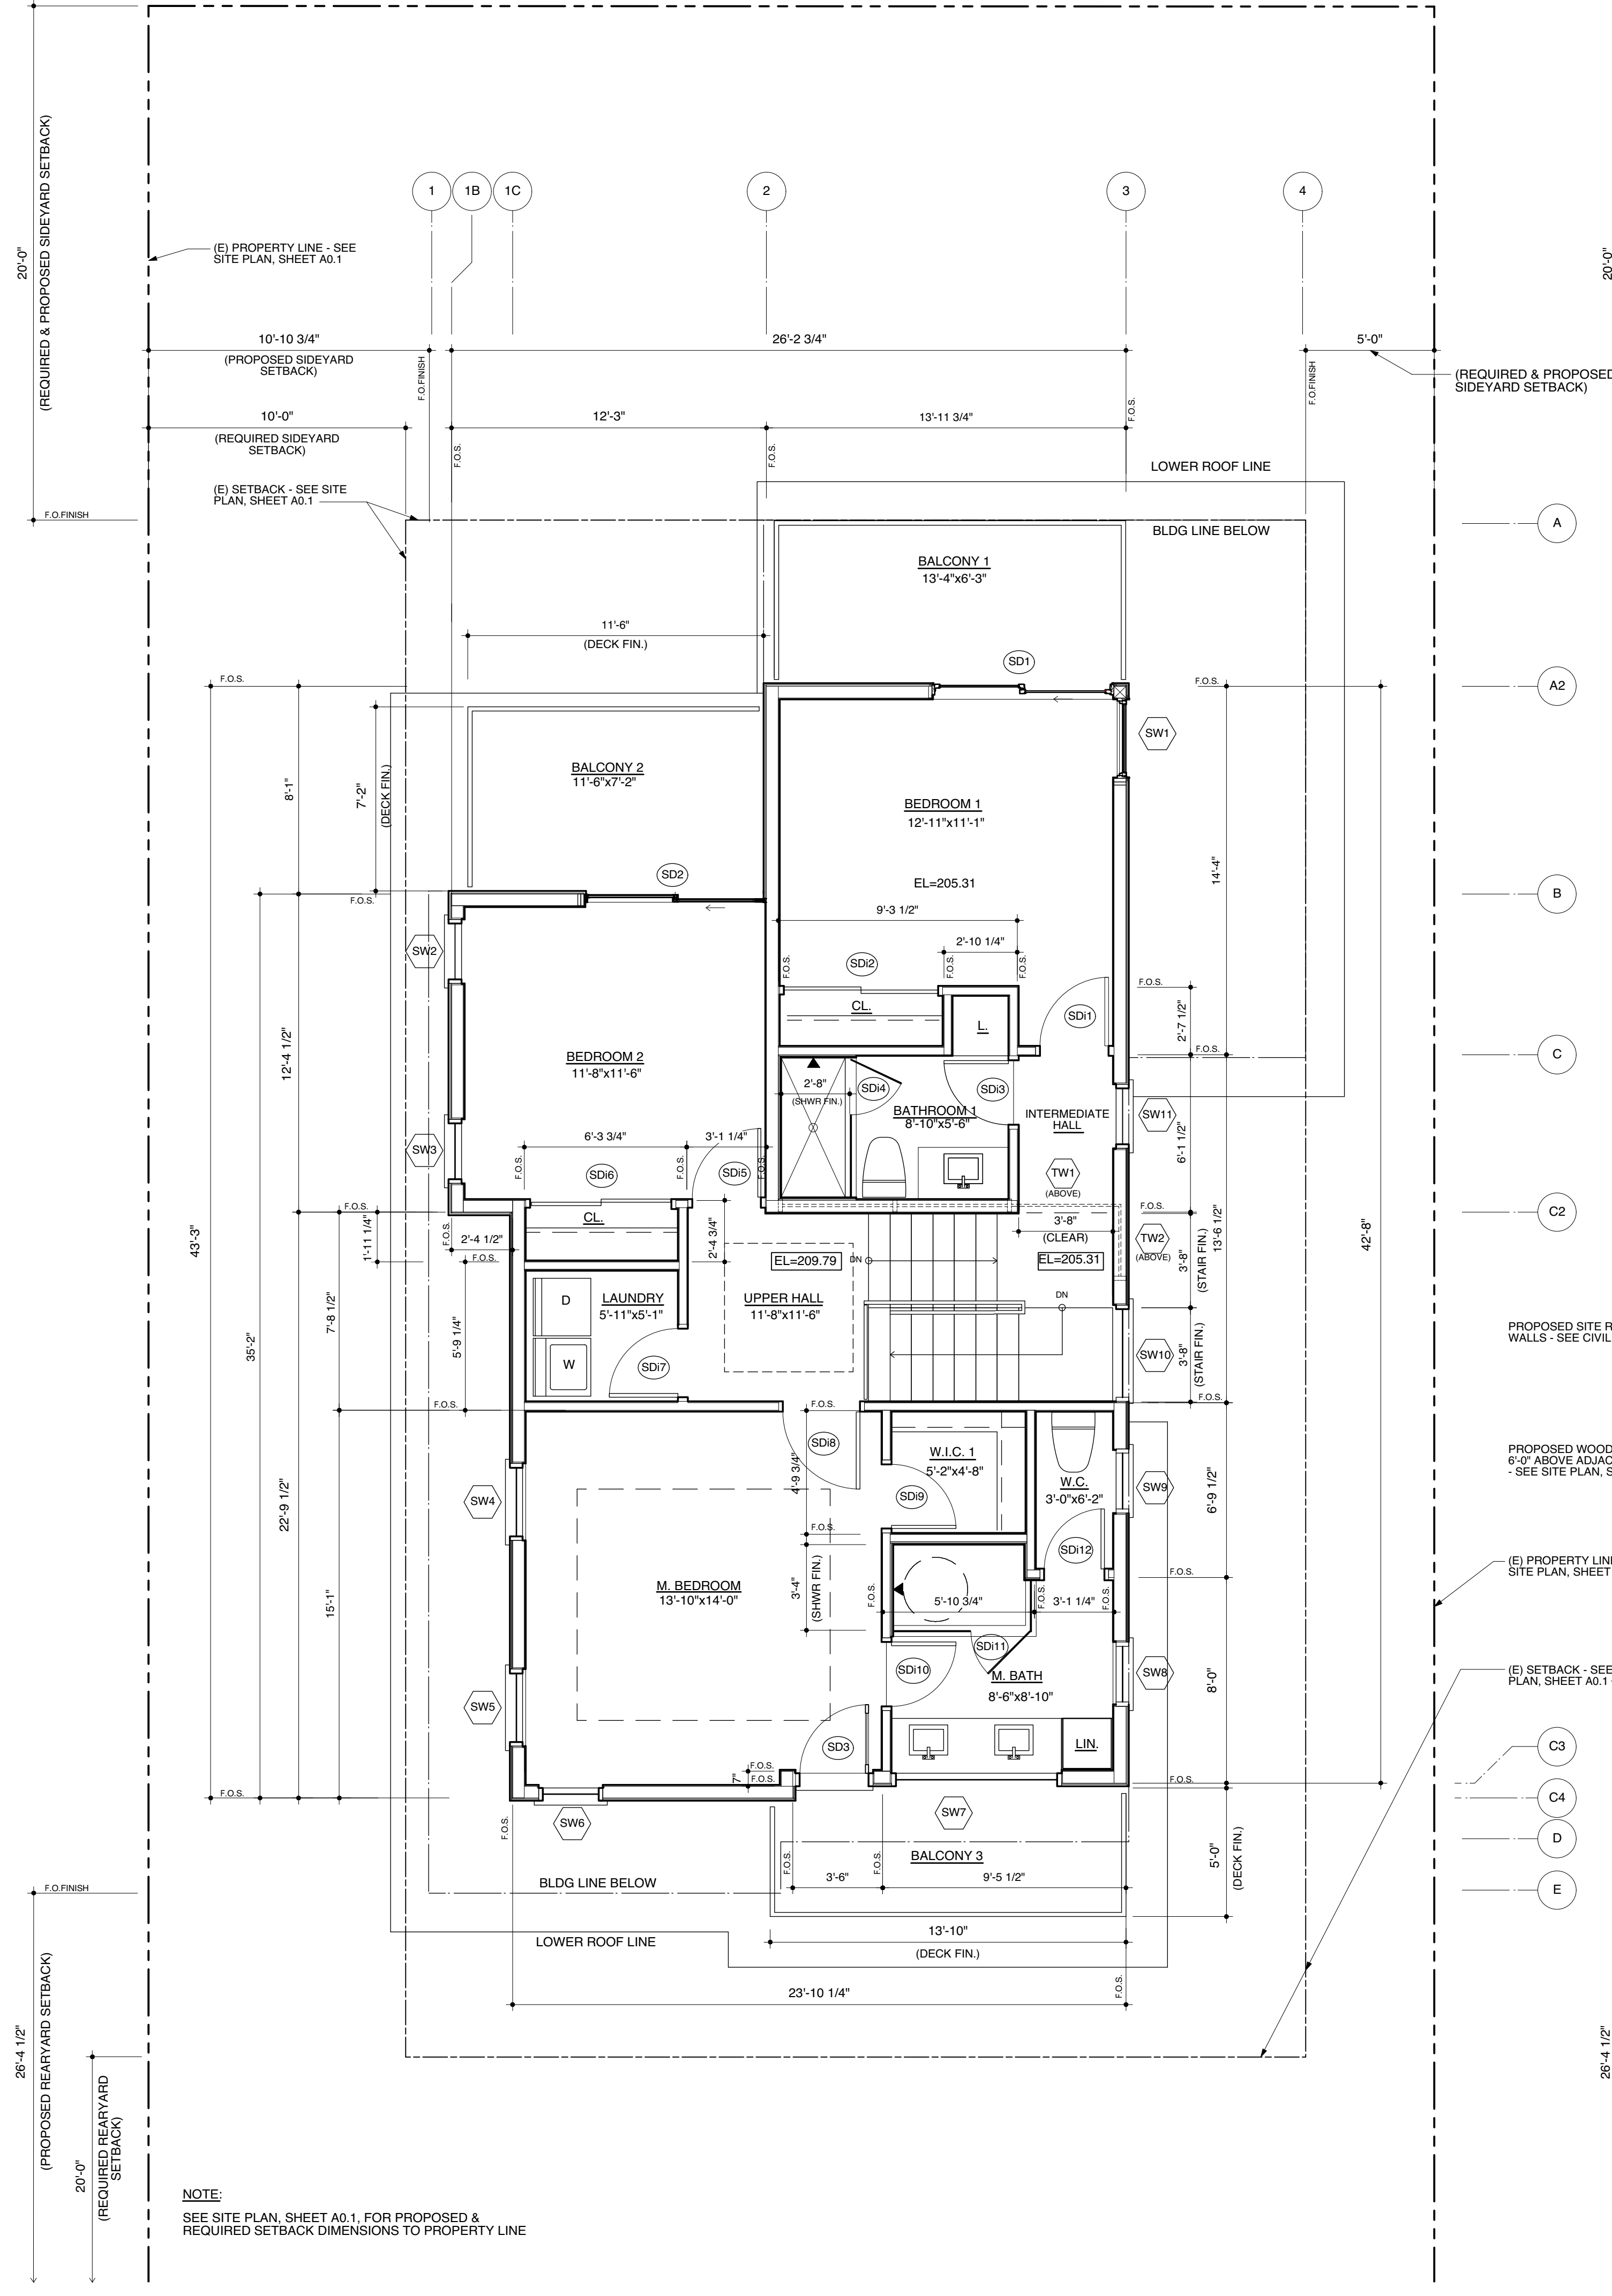 1
1B
1C
2
3
4
20'-0"
(REQUIRED & PROPOSED SIDEYARD SETBACK)
(E) PROPERTY LINE - SEE
SITE PLAN, SHEET A0.1
20'-0"
10'-10 3/4"
(PROPOSED SIDEYARD
SETBACK)
F.O.FINISH
26'-2 3/4"
5'-0"
F.O.FINISH
(REQUIRED & PROPOSED
SIDEYARD SETBACK)
10'-0"
(REQUIRED SIDEYARD
SETBACK)
12'-3"
13'-11 3/4"
F.O.S.
F.O.S.
F.O.S.
LOWER ROOF LINE
(E) SETBACK - SEE SITE
PLAN, SHEET A0.1
F.O.FINISH
BLDG LINE BELOW
A
BALCONY 1
13'-4"x6'-3"
11'-6"
(DECK FIN.)
SD1
F.O.S.
F.O.S.
A2
SW1
BALCONY 2
11'-6"x7'-2"
8'-1"
7'-2"
(DECK FIN.)
BEDROOM 1
12'-11"x11'-1"
EL=205.31
14'-4"
SD2
F.O.S.
B
9'-3 1/2"
2'-10 1/4"
SW2
SDi2
F.O.S.
F.O.S.
F.O.S.
F.O.S.
CL.
L.
SDi1
2'-7 1/2"
12'-4 1/2"
BEDROOM 2
11'-8"x11'-6"
F.O.S.
C
2'-8"
(SHWR FIN.)
SDi4
SDi3
BATHROOM 1
8'-10"x5'-6"
INTERMEDIATE
HALL
SW11
6'-1 1/2"
SW3
6'-3 3/4"
3'-1 1/4"
F.O.S.
F.O.S.
F.O.S.
SDi6
SDi5
TW1
(ABOVE)
F.O.S.
F.O.S.
C2
CL.
43'-3"
1'-11 1/4"
F.O.S.
2'-4 1/2"
2'-4 3/4"
3'-8"
(CLEAR)
TW2
(ABOVE)
3'-8"
(STAIR FIN.)
13'-6 1/2"
42'-8"
EL=209.79
DN
EL=205.31
DN
D
LAUNDRY
5'-11"x5'-1"
UPPER HALL
11'-8"x11'-6"
35'-2"
7'-8 1/2"
5'-9 1/4"
W
SDi7
SW10
3'-8"
(STAIR FIN.)
PROPOSED SITE R
WALLS - SEE CIVIL
F.O.S.
F.O.S.
F.O.S.
SDi8
4'-9 3/4"
W.I.C. 1
5'-2"x4'-8"
W.C.
3'-0"x6'-2"
SW4
SDi9
SW9
6'-9 1/2"
PROPOSED WOOD
6'-0" ABOVE ADJAC
- SEE SITE PLAN, S
22'-9 1/2"
F.O.S.
SDi12
F.O.S.
(E) PROPERTY LINE
SITE PLAN, SHEET
M. BEDROOM
13'-10"x14'-0"
15'-1"
3'-4"
(SHWR FIN.)
F.O.S.
5'-10 3/4"
F.O.S.
3'-1 1/4"
F.O.S.
SDi11
SDi10
M. BATH
8'-6"x8'-10"
SW8
8'-0"
(E) SETBACK - SEE
PLAN, SHEET A0.1
SW5
SD3
LIN.
C3
7"
F.O.S.
F.O.S.
F.O.S.
F.O.S.
C4
SW6
SW7
F.O.S.
D
BALCONY 3
F.O.S.
3'-6"
F.O.S.
9'-5 1/2"
5'-0"
(DECK FIN.)
F.O.FINISH
BLDG LINE BELOW
E
13'-10"
(DECK FIN.)
LOWER ROOF LINE
F.O.S.
23'-10 1/4"
26'-4 1/2"
(PROPOSED REARYARD SETBACK)
20'-0"
(REQUIRED REARYARD
SETBACK)
26'-4 1/2"
NOTE:
SEE SITE PLAN, SHEET A0.1, FOR PROPOSED &
REQUIRED SETBACK DIMENSIONS TO PROPERTY LINE